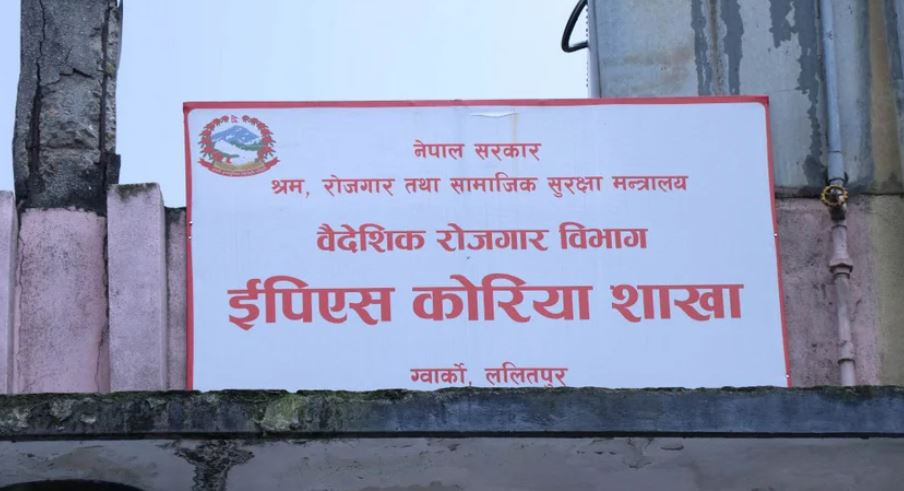 नेपाल सरकार
श्रम, रोजगार तथा सामाजिक सुरक्षा मन्त्रालय
वैदेशिक रोजगार विभाग
ईपिएस कोरिया शाखा
ग्वार्को, ललितपुर